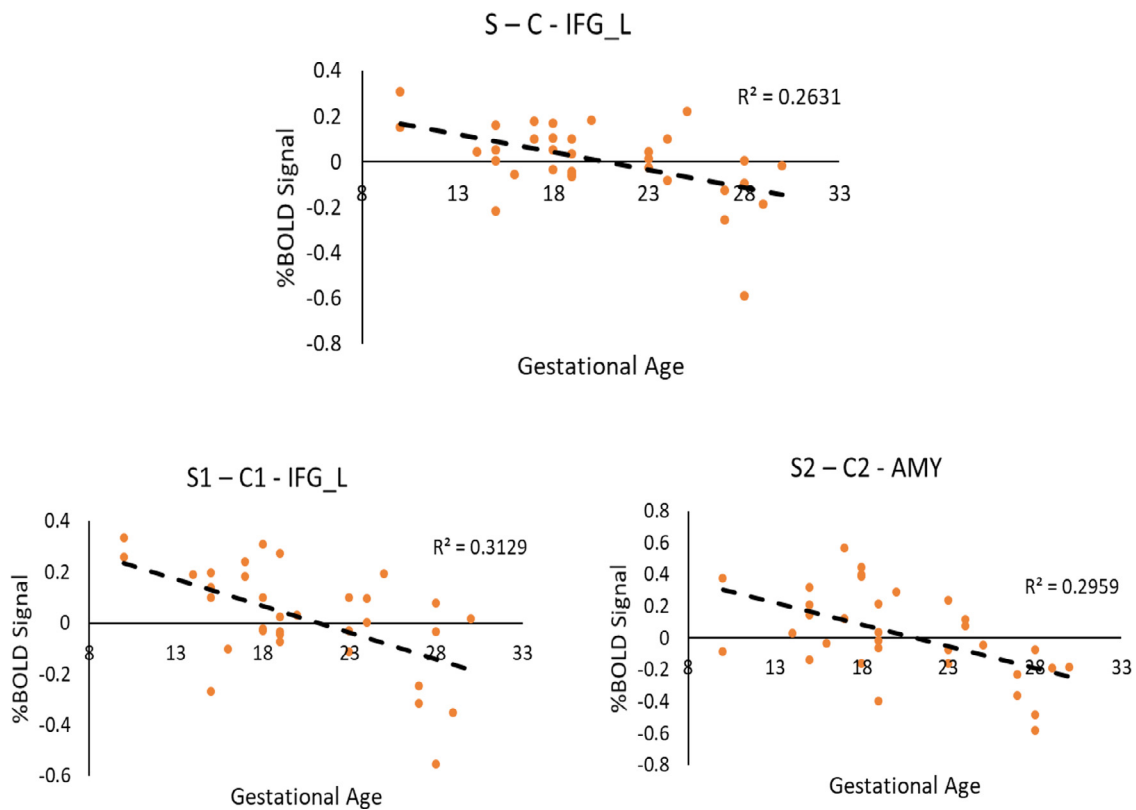 S – C - IFG_L
0.4
R² = 0.2631
0.2
0
8 13 18 23 28 33
-0.2
-0.4
-0.6
-0.8
%BOLD Signal
Gestational Age
S1 – C1 - IFG_L
0.4
R² = 0.3129
0.2
0
8 13 18 23 28 33
-0.2
-0.4
-0.6
%BOLD Signal
Gestational Age
S2 – C2 - AMY
0.8
0.6
R² = 0.2959
0.4
0.2
0
8 13 18 23 28 33
-0.2
-0.4
-0.6
-0.8
%BOLD Signal
Gestational Age